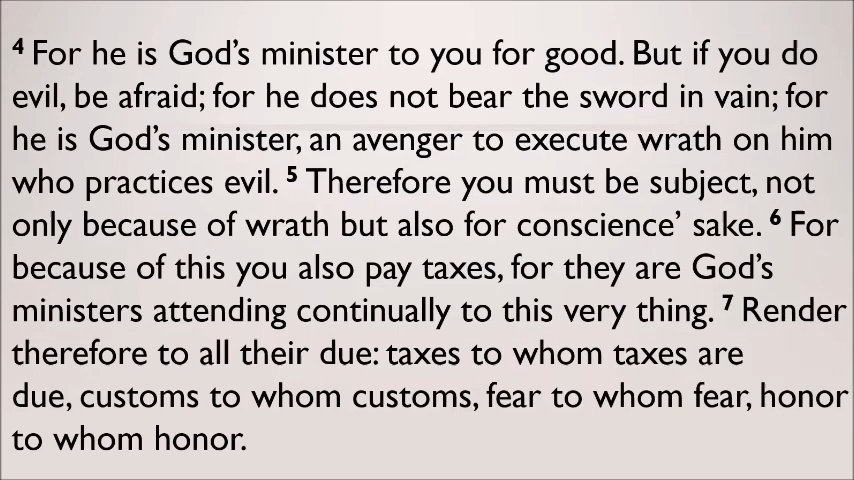 4 For he is God’s minister to you for good. But if you do
evil, be afraid; for he does not bear the sword in vain; for
he is God’s minister, an avenger to execute wrath on him
who practices evil. 5 Therefore you must be subject, not
only because of wrath but also for conscience’ sake. 6 For
because of this you also pay taxes, for they are God’s
ministers attending continually to this very thing. 7 Render
therefore to all their due: taxes to whom taxes are
due, customs to whom customs, fear to whom fear, honor
to whom honor.